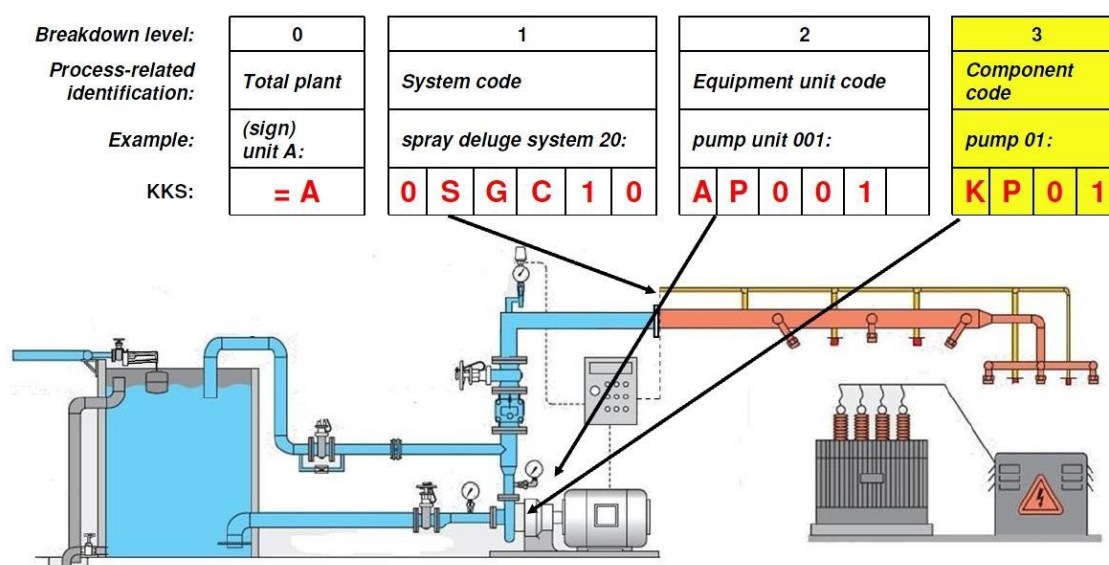 Breakdown level: 0 1 2 3
Process-related identification: Total plant System code Equipment unit code Component code
Example: (sign) unit A: spray deluge system 20: pump unit 001: pump 01:
KKS: = A 0 S G C 1 0 A P 0 0 1 K P 0 1